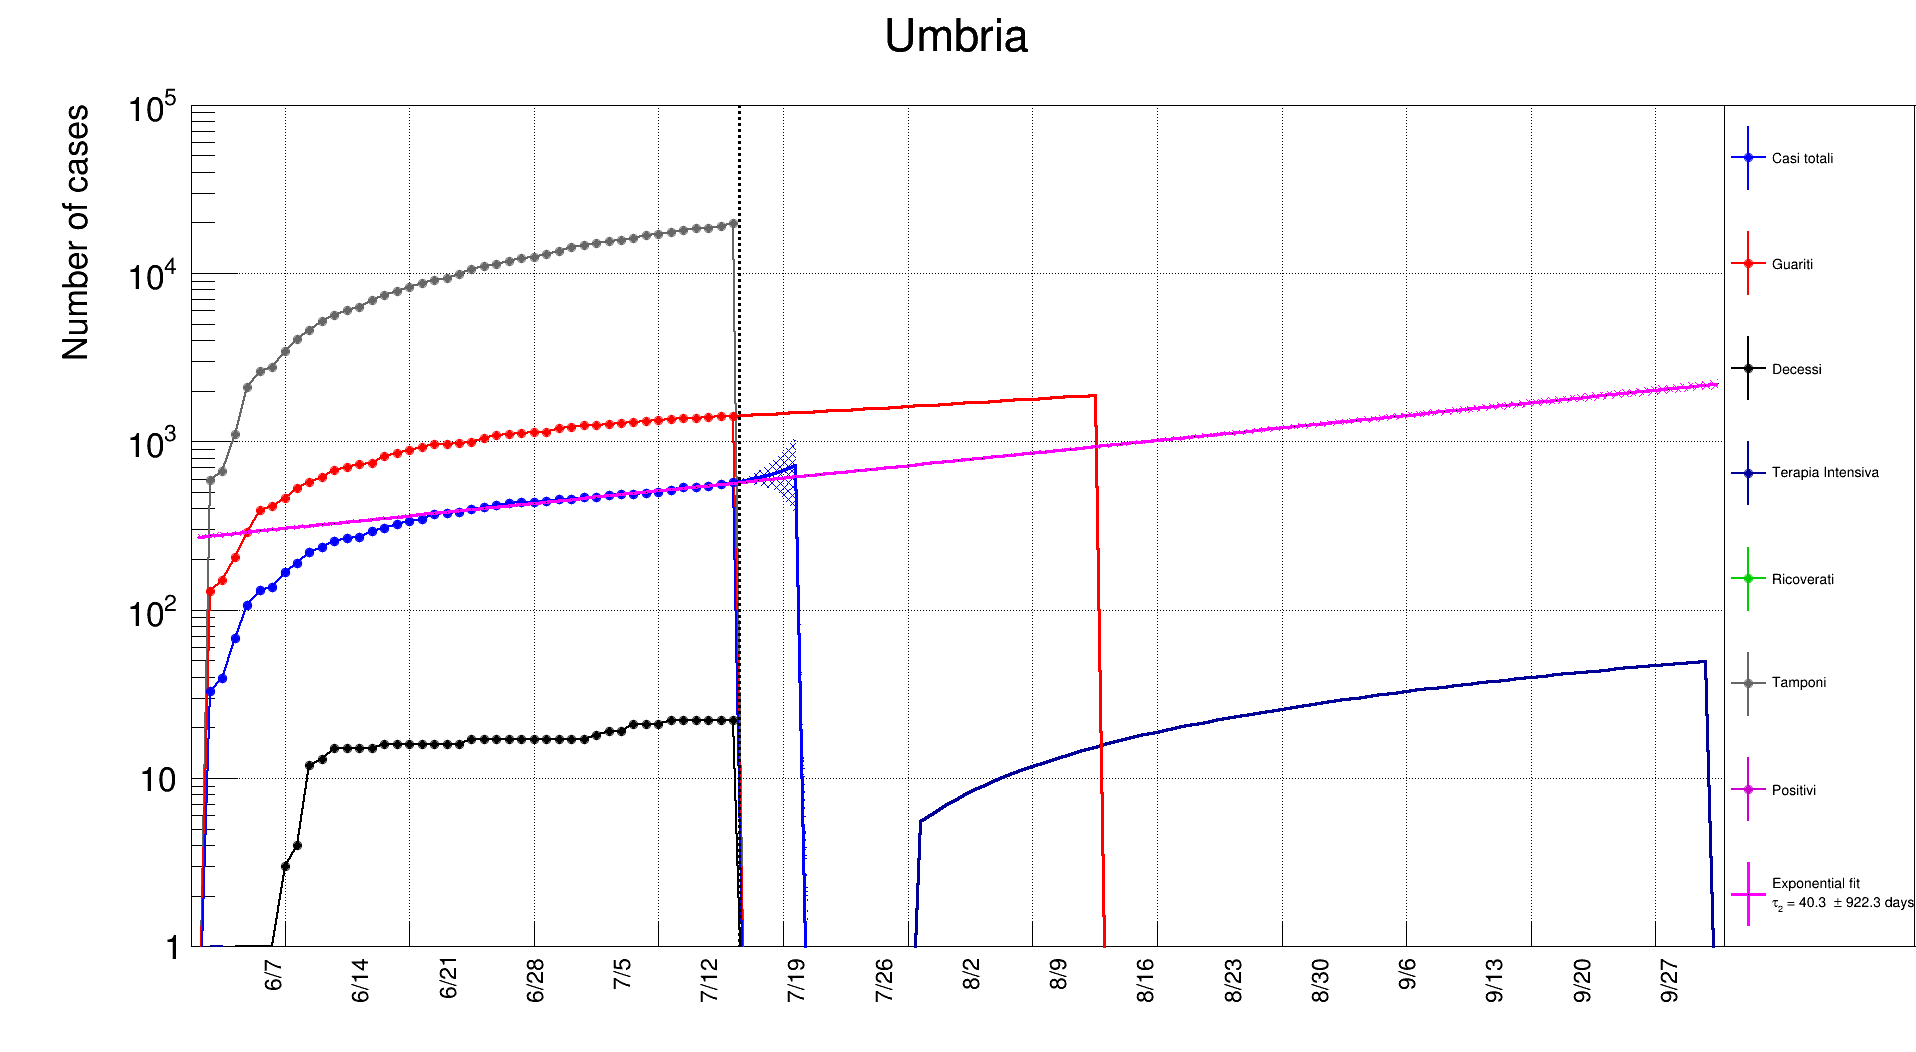 Umbria
Number of cases
10^5
10^4
10^3
10^2
10
1
6/7
6/14
6/21
6/28
7/5
7/12
7/19
7/26
8/2
8/9
8/16
8/23
8/30
9/6
9/13
9/20
9/27
Casi totali
Guariti
Decessi
Terapia Intensiva
Ricoverati
Tamponi
Positivi
Exponential fit
τ_2 = 40.3 ± 922.3 days